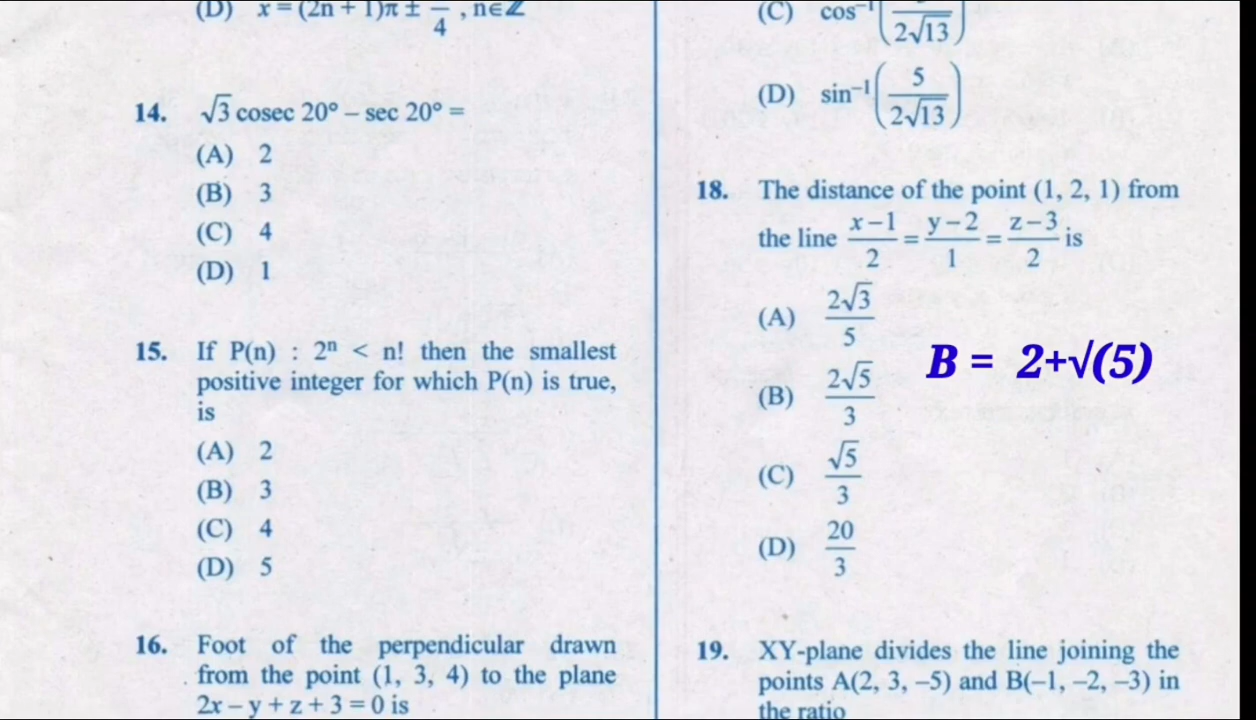 (D) x = (2n + 1)π ± –/4 , n∈ℤ
14. √3 cosec 20° – sec 20° =
(A) 2
(B) 3
(C) 4
(D) 1
15. If P(n) : 2ⁿ < n! then the smallest
positive integer for which P(n) is true,
is
(A) 2
(B) 3
(C) 4
(D) 5
16. Foot of the perpendicular drawn
from the point (1, 3, 4) to the plane
2x – y + z + 3 = 0 is
(C) cos⁻¹( /2√13)
(D) sin⁻¹(5/2√13)
18. The distance of the point (1, 2, 1) from
the line (x–1)/2 = (y–2)/1 = (z–3)/2 is
(A) 2√3/5
(B) 2√5/3
B = 2+√(5)
(C) √5/3
(D) 20/3
19. XY-plane divides the line joining the
points A(2, 3, –5) and B(–1, –2, –3) in
the ratio